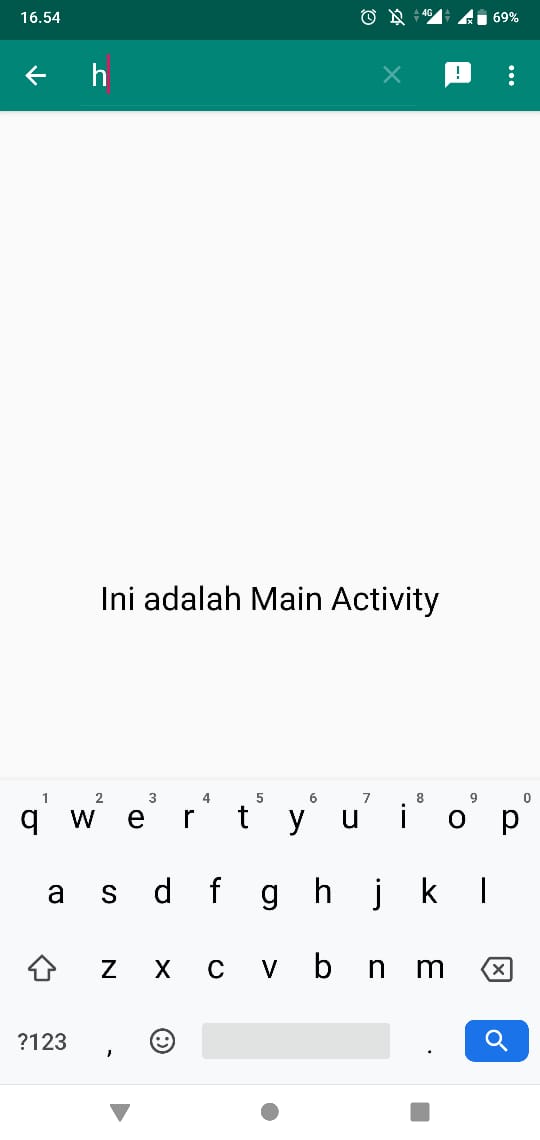 16.54
4G
69%
h
Ini adalah Main Activity
1 2 3 4 5 6 7 8 9 0
q w e r t y u i o p
a s d f g h j k l
z x c v b n m
?123 , .